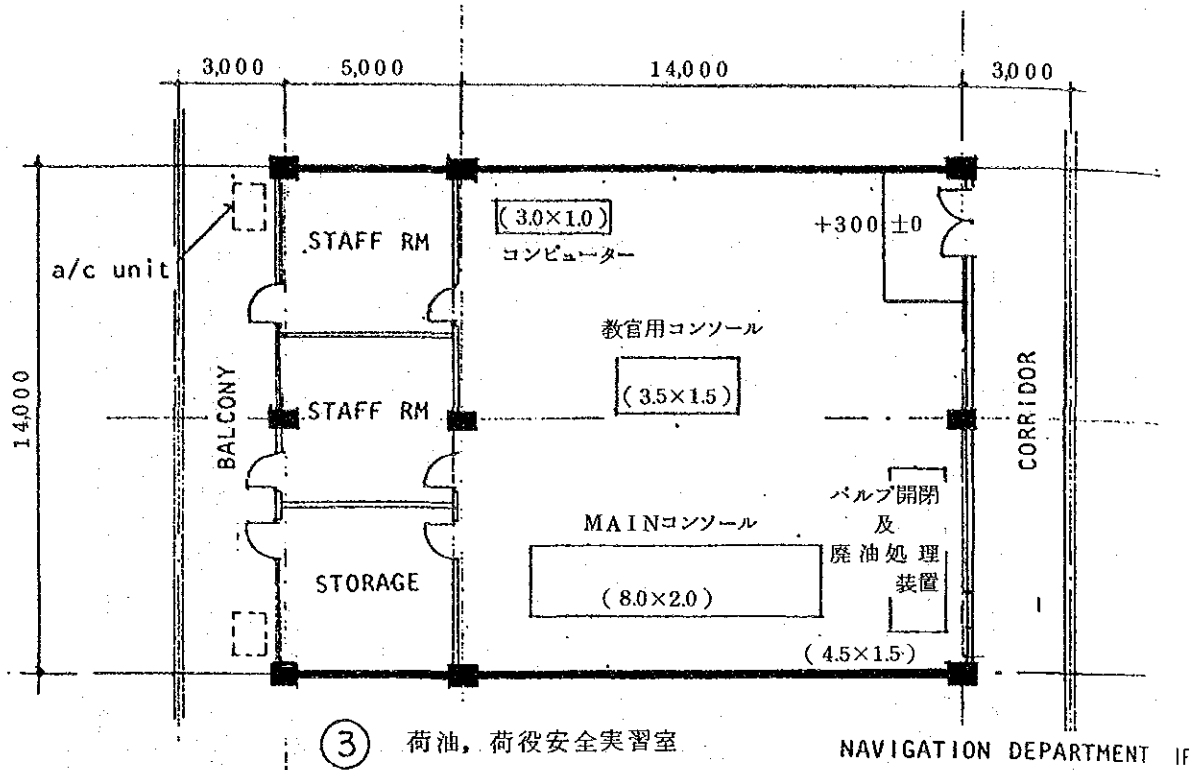 3,000 5,000 14,000 3,000
14,000
a/c unit
BALCONY
STAFF RM
STAFF RM
STORAGE
(3.0×1.0)
コンピューター
+300 ±0
教官用コンソール
(3.5×1.5)
MAINコンソール
(8.0×2.0)
バルブ開閉
及
廃油処理
装置
(4.5×1.5)
CORRIDOR
③ 荷油,荷役安全実習室
NAVIGATION DEPARTMENT